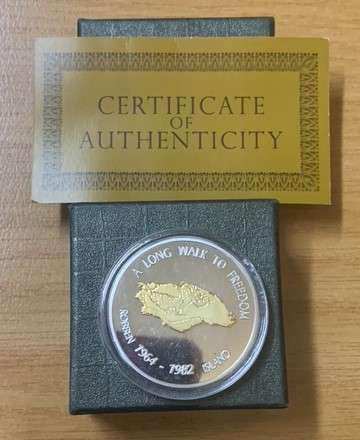 CERTIFICATE
OF
AUTHENTICITY
A LONG WALK TO FREEDOM
ROBBEN 1964 - 1982 ISLAND